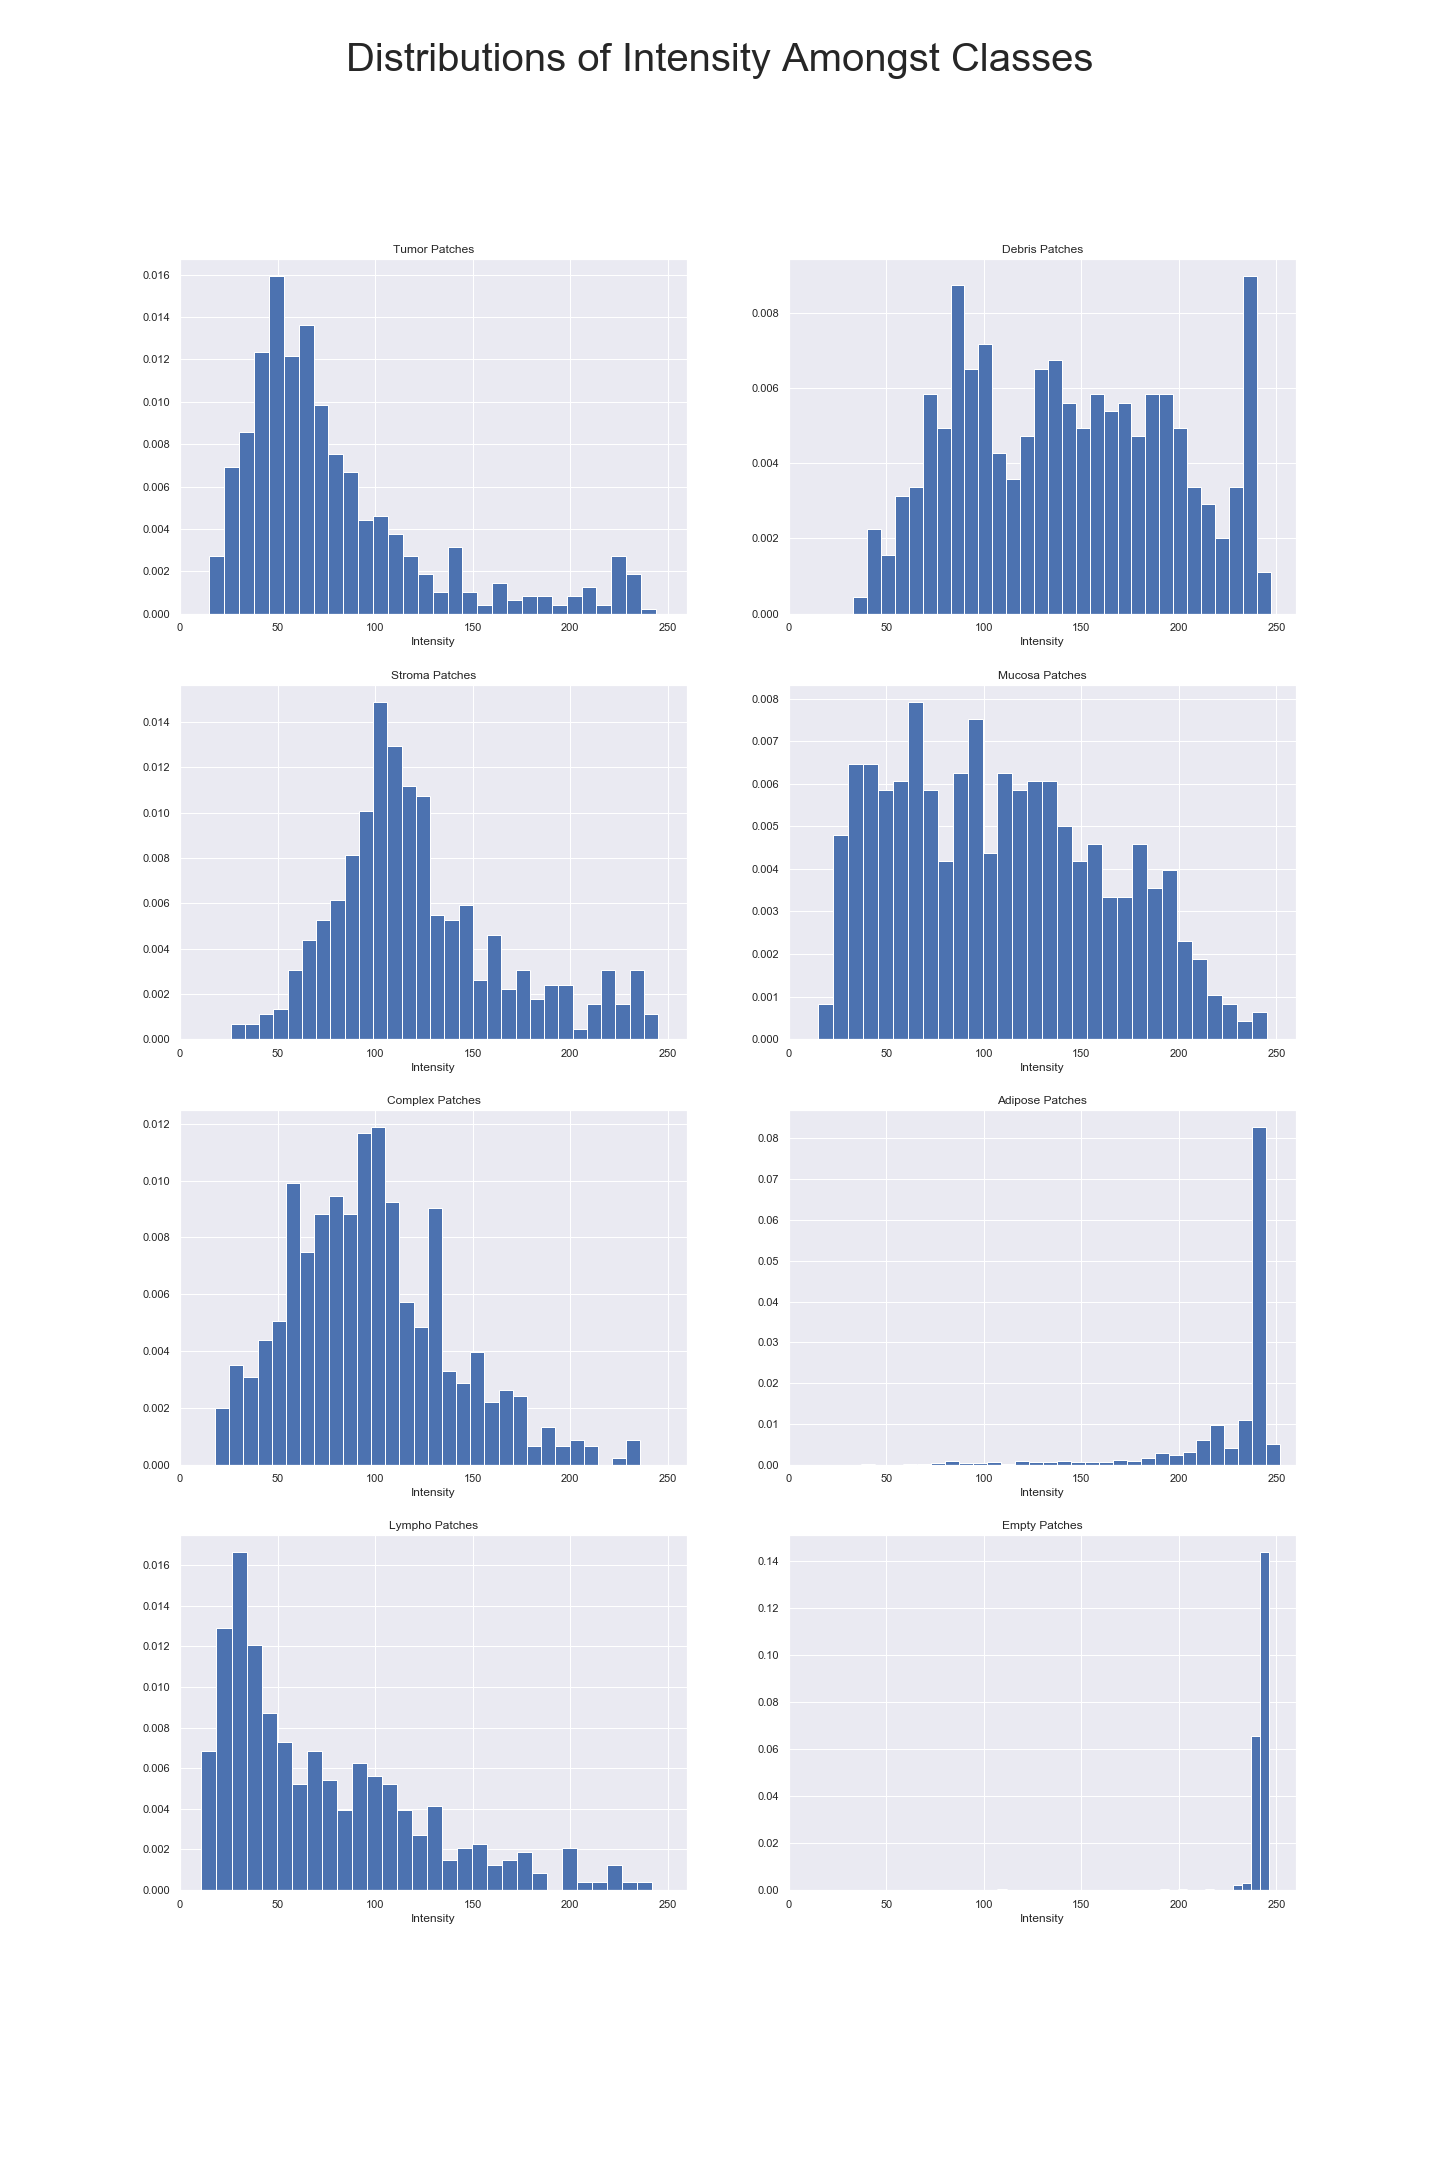 Distributions of Intensity Amongst Classes
Tumor Patches
0.016
0.014
0.012
0.010
0.008
0.006
0.004
0.002
0.000
0 50 100 150 200 250
Intensity
Debris Patches
0.008
0.006
0.004
0.002
0.000
0 50 100 150 200 250
Intensity
Stroma Patches
0.014
0.012
0.010
0.008
0.006
0.004
0.002
0.000
0 50 100 150 200 250
Intensity
Mucosa Patches
0.008
0.007
0.006
0.005
0.004
0.003
0.002
0.001
0.000
0 50 100 150 200 250
Intensity
Complex Patches
0.012
0.010
0.008
0.006
0.004
0.002
0.000
0 50 100 150 200 250
Intensity
Adipose Patches
0.08
0.07
0.06
0.05
0.04
0.03
0.02
0.01
0.00
0 50 100 150 200 250
Intensity
Lympho Patches
0.016
0.014
0.012
0.010
0.008
0.006
0.004
0.002
0.000
0 50 100 150 200 250
Intensity
Empty Patches
0.14
0.12
0.10
0.08
0.06
0.04
0.02
0.00
0 50 100 150 200 250
Intensity